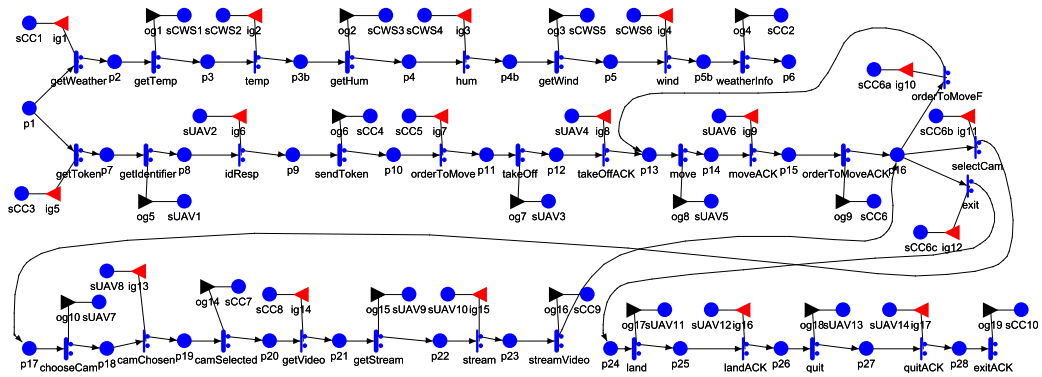 og1 sCWS1 sCWS2 og2 sCWS3 sCWS4 og3 sCWS5 sCWS6 og4 sCC2
sCC1 ig1 ig2 ig3 ig4
getWeather p2 getTemp p3 temp p3b getHum p4 hum p4b getWind p5 wind p5b weatherInfo p6
sCC6a ig10 orderToMoveF
p1
sUAV2 ig6 og6 sCC4 sCC5 ig7 sUAV4 ig8 sUAV6 ig9 sCC6b ig11
getToken p7 getIdentifier p8 idResp p9 sendToken p10 orderToMove p11 takeOff p12 takeOffACK p13 move p14 moveACK p15 orderToMoveACK p16 selectCam
exit
sCC3 ig5 og5 sUAV1 og7 sUAV3 og8 sUAV5 og9 sCC6
sCC6c ig12
sUAV8 ig13 og14 sCC7
og10 sUAV7 sCC8 ig14 og15 sUAV9 sUAV10 ig15 og16 sCC9 og17 sUAV11 sUAV12 ig16 og18 sUAV13 sUAV14 ig17 og19 sCC10
p17 chooseCam p18 camChosen p19 camSelected p20 getVideo p21 getStream p22 stream p23 streamVideo p24 land p25 landACK p26 quit p27 quitACK p28 exitACK